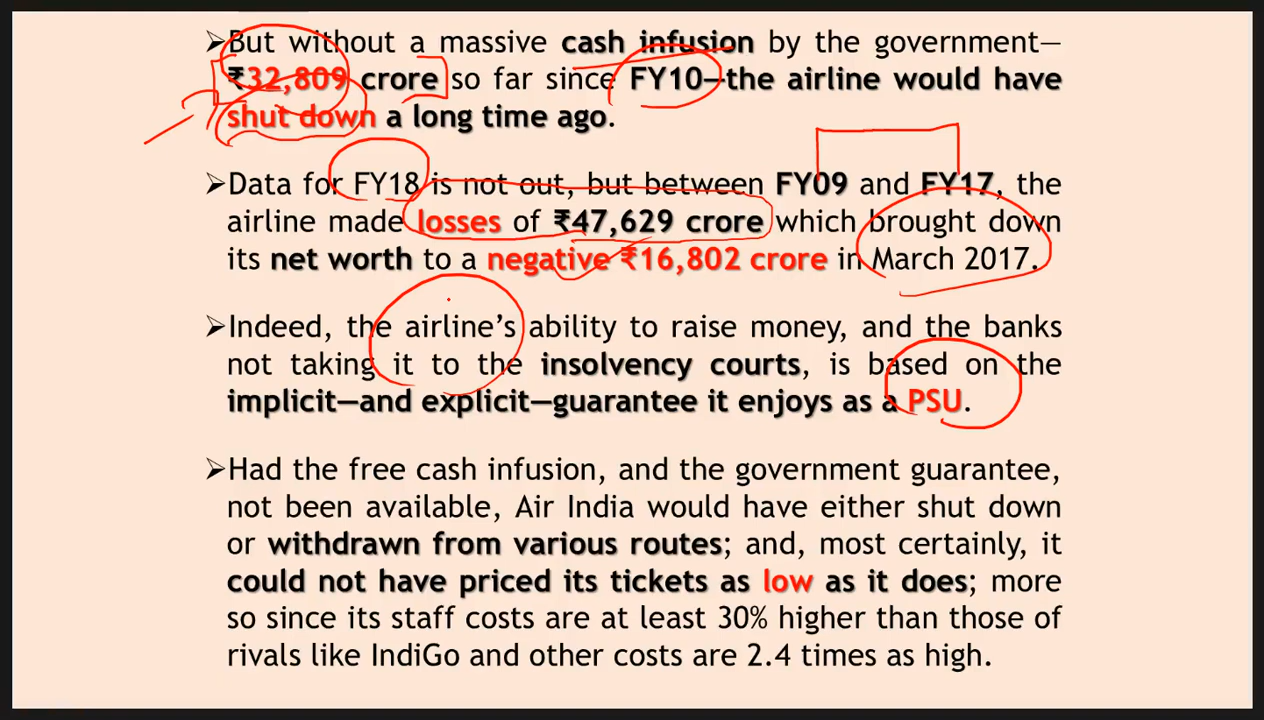 ➢But without a massive cash infusion by the government—
₹32,809 crore so far since FY10—the airline would have
shut down a long time ago.
➢Data for FY18 is not out, but between FY09 and FY17, the
airline made losses of ₹47,629 crore which brought down
its net worth to a negative ₹16,802 crore in March 2017.
➢Indeed, the airline’s ability to raise money, and the banks
not taking it to the insolvency courts, is based on the
implicit—and explicit—guarantee it enjoys as a PSU.
➢Had the free cash infusion, and the government guarantee,
not been available, Air India would have either shut down
or withdrawn from various routes; and, most certainly, it
could not have priced its tickets as low as it does; more
so since its staff costs are at least 30% higher than those of
rivals like IndiGo and other costs are 2.4 times as high.